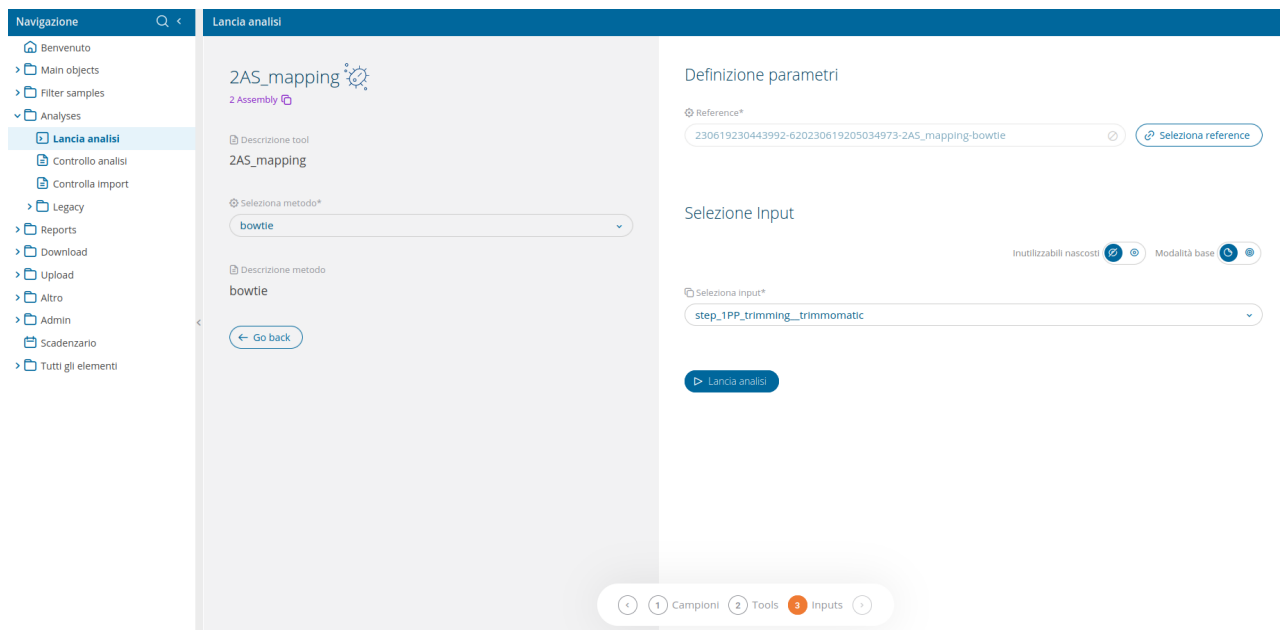 Navigazione
Benvenuto
Main objects
Filter samples
Analyses
Lancia analisi
Controllo analisi
Controlla import
Legacy
Reports
Download
Upload
Altro
Admin
Scadenzario
Tutti gli elementi
Lancia analisi
2AS_mapping
2 Assembly
Descrizione tool
2AS_mapping
Seleziona metodo*
bowtie
Descrizione metodo
bowtie
Go back
Definizione parametri
Reference*
230619230443992-620230619205034973-2AS_mapping-bowtie
Seleziona reference
Selezione Input
Inutilizzabili nascosti Modalità base
Seleziona input*
step_1PP_trimming__trimmomatic
Lancia analisi
1 Campioni 2 Tools 3 Inputs